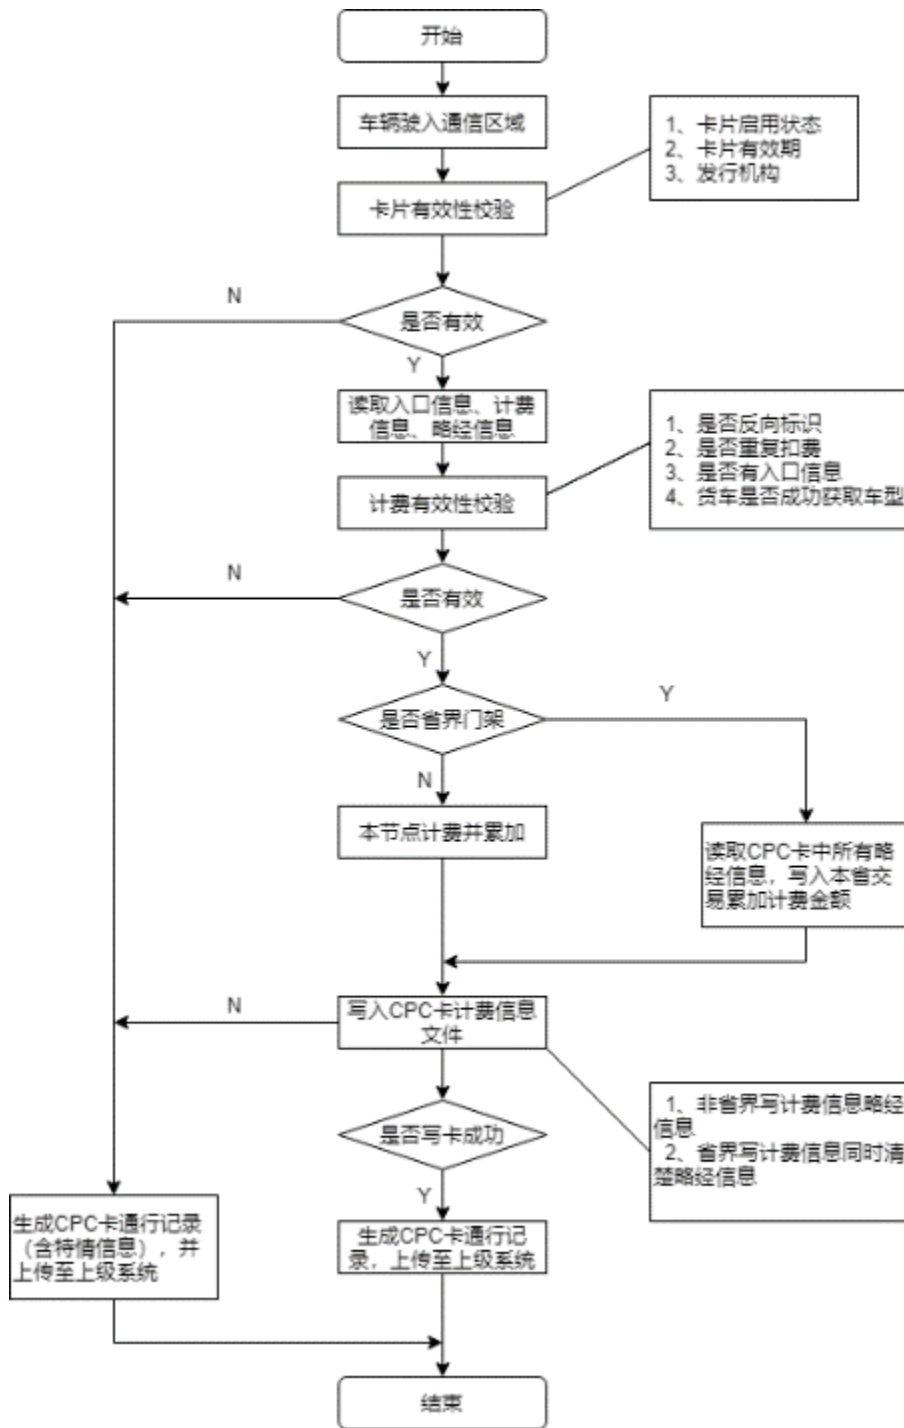 开始
车辆驶入通信区域
1、卡片启用状态
2、卡片有效期
3、发行机构
卡片有效性校验
N
是否有效
Y
读取入口信息、计费
信息、略经信息
1、是否反向标识
2、是否重复扣费
3、是否有入口信息
4、货车是否成功获取车型
计费有效性校验
N
是否有效
Y
是否省界门架
Y
N
本节点计费并累加
读取CPC卡中所有略
经信息，写入本省交
易累加计费金额
N
写入CPC卡计费信息
文件
1、非省界写计费信息略经
信息
2、省界写计费信息同时清
楚略经信息
是否写卡成功
Y
生成CPC卡通行记录
（含特情信息），并
上传至上级系统
生成CPC卡通行记
录，上传至上级系统
结束